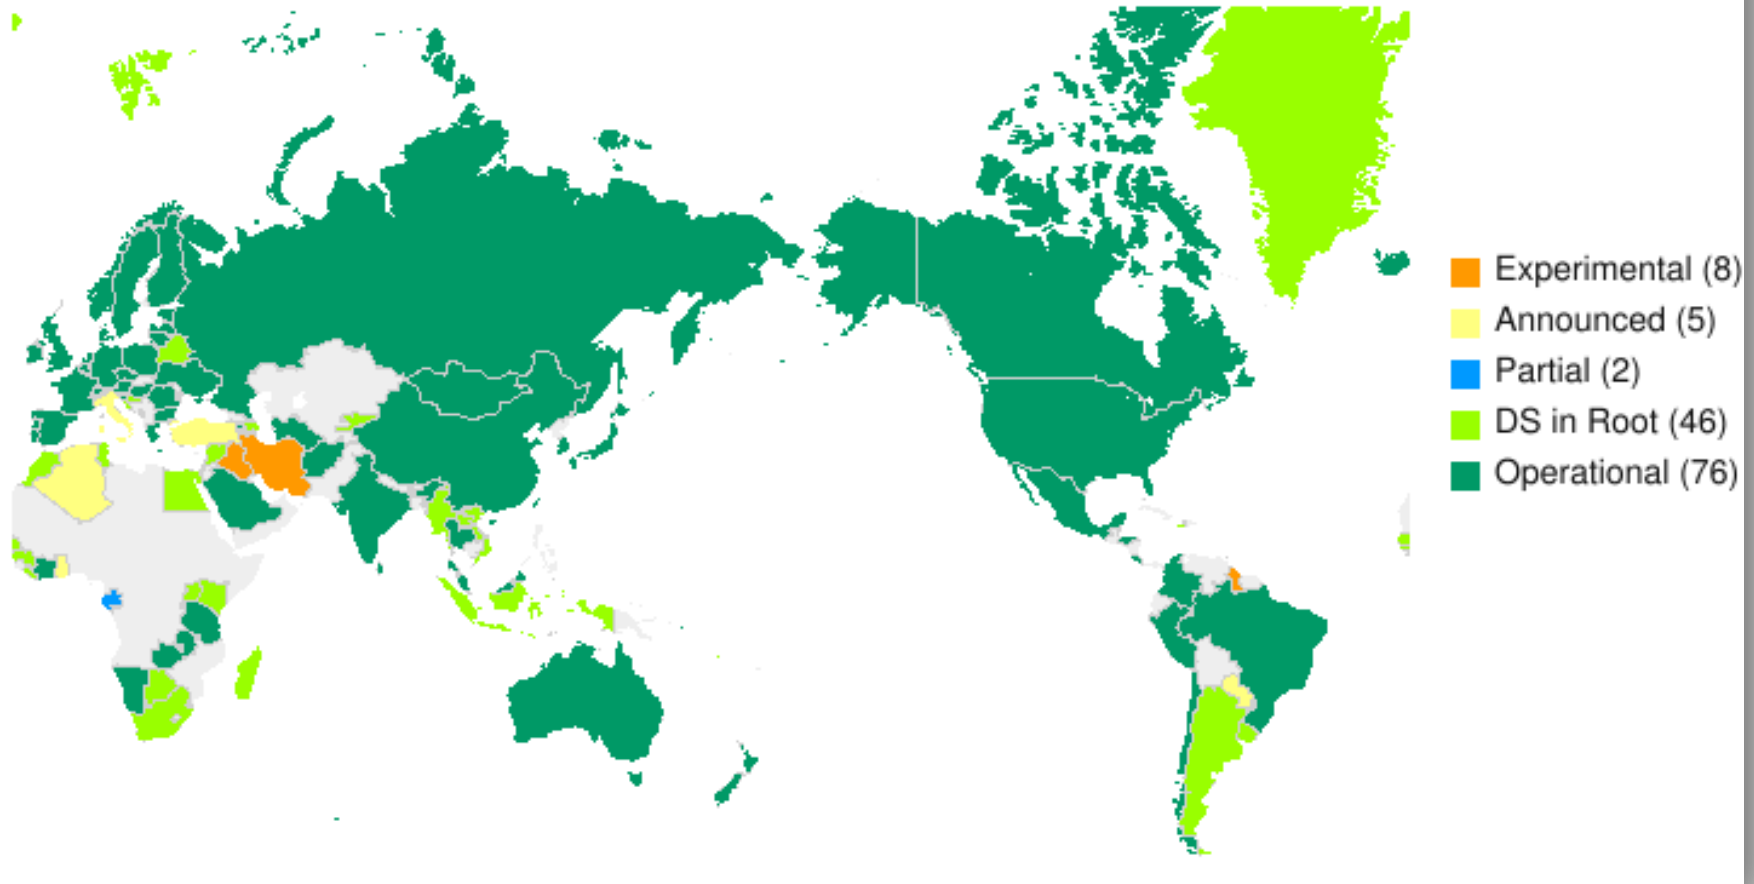 Experimental (8)
Announced (5)
Partial (2)
DS in Root (46)
Operational (76)